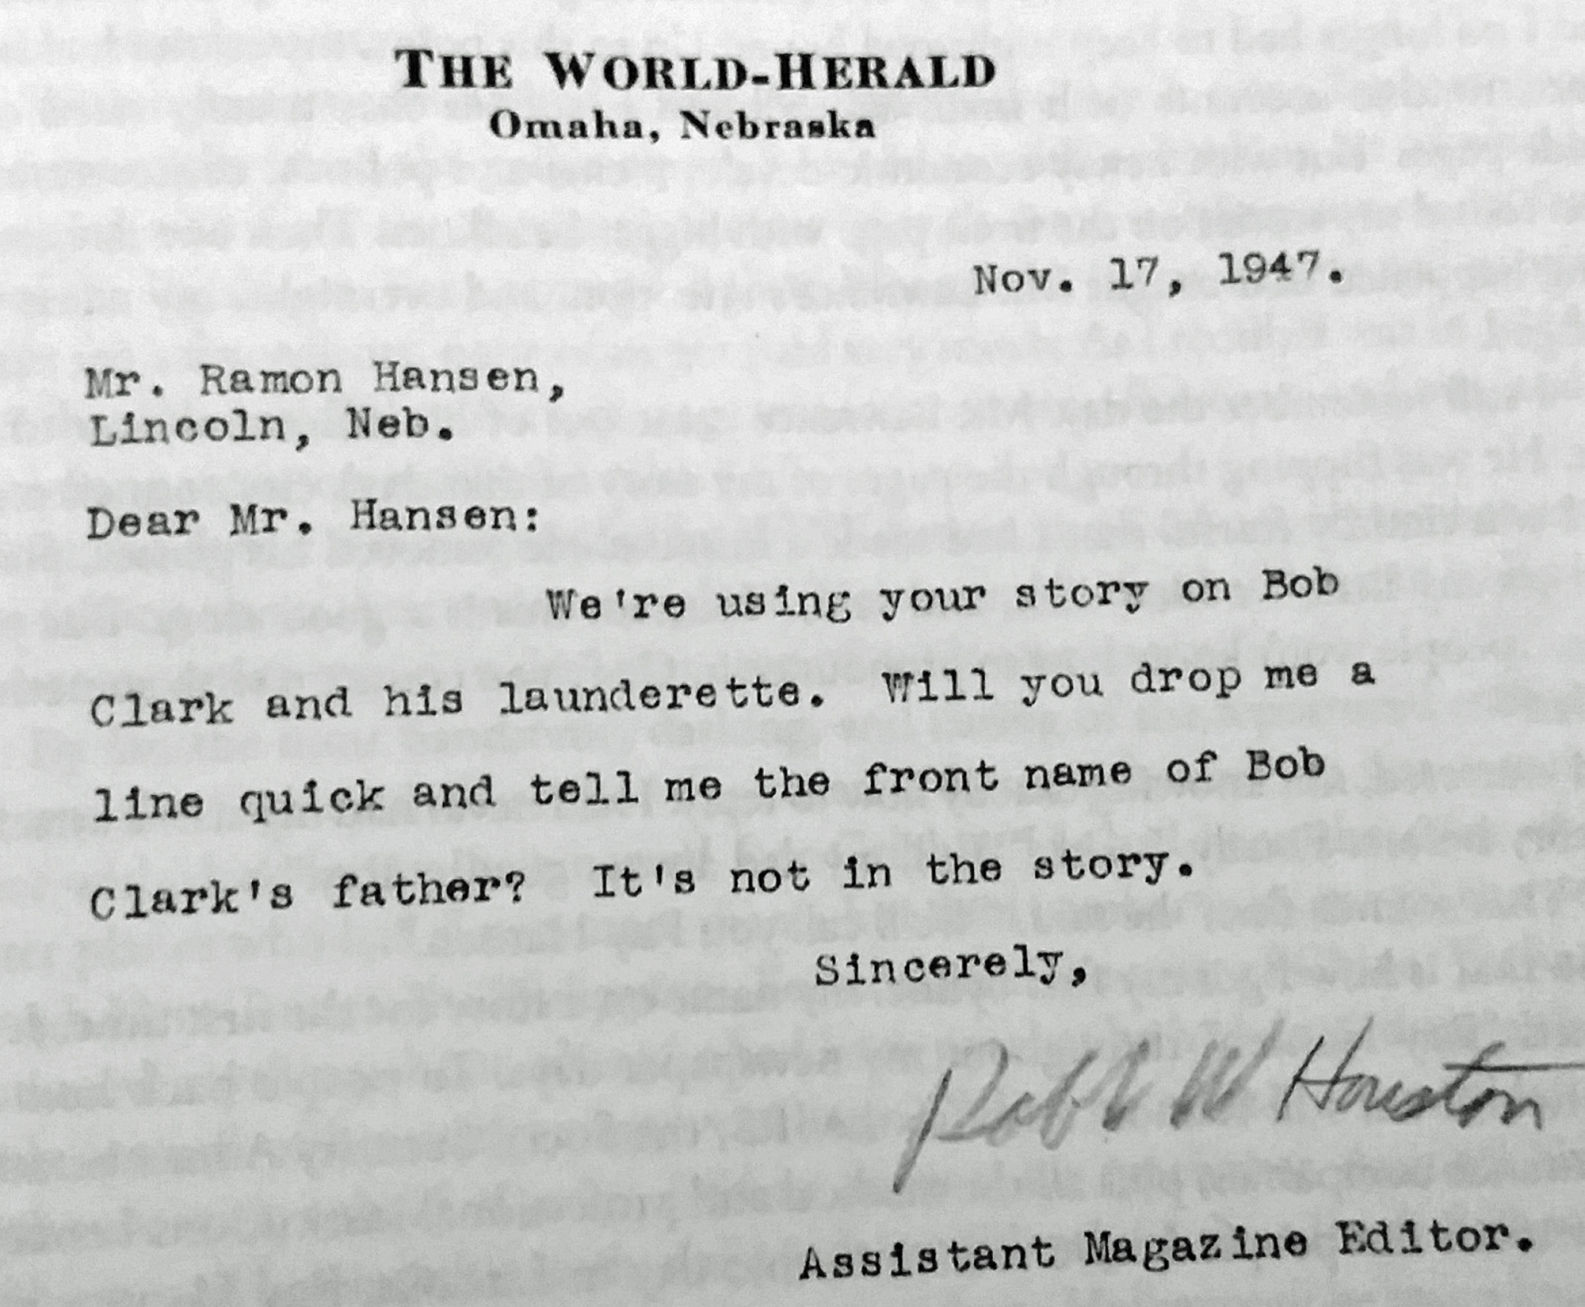 THE WORLD-HERALD
Omaha, Nebraska
Nov. 17, 1947.
Mr. Ramon Hansen,
Lincoln, Neb.
Dear Mr. Hansen:
We're using your story on Bob
Clark and his launderette. Will you drop me a
line quick and tell me the front name of Bob
Clark's father? It's not in the story.
Sincerely,
W Houston
Assistant Magazine Editor.